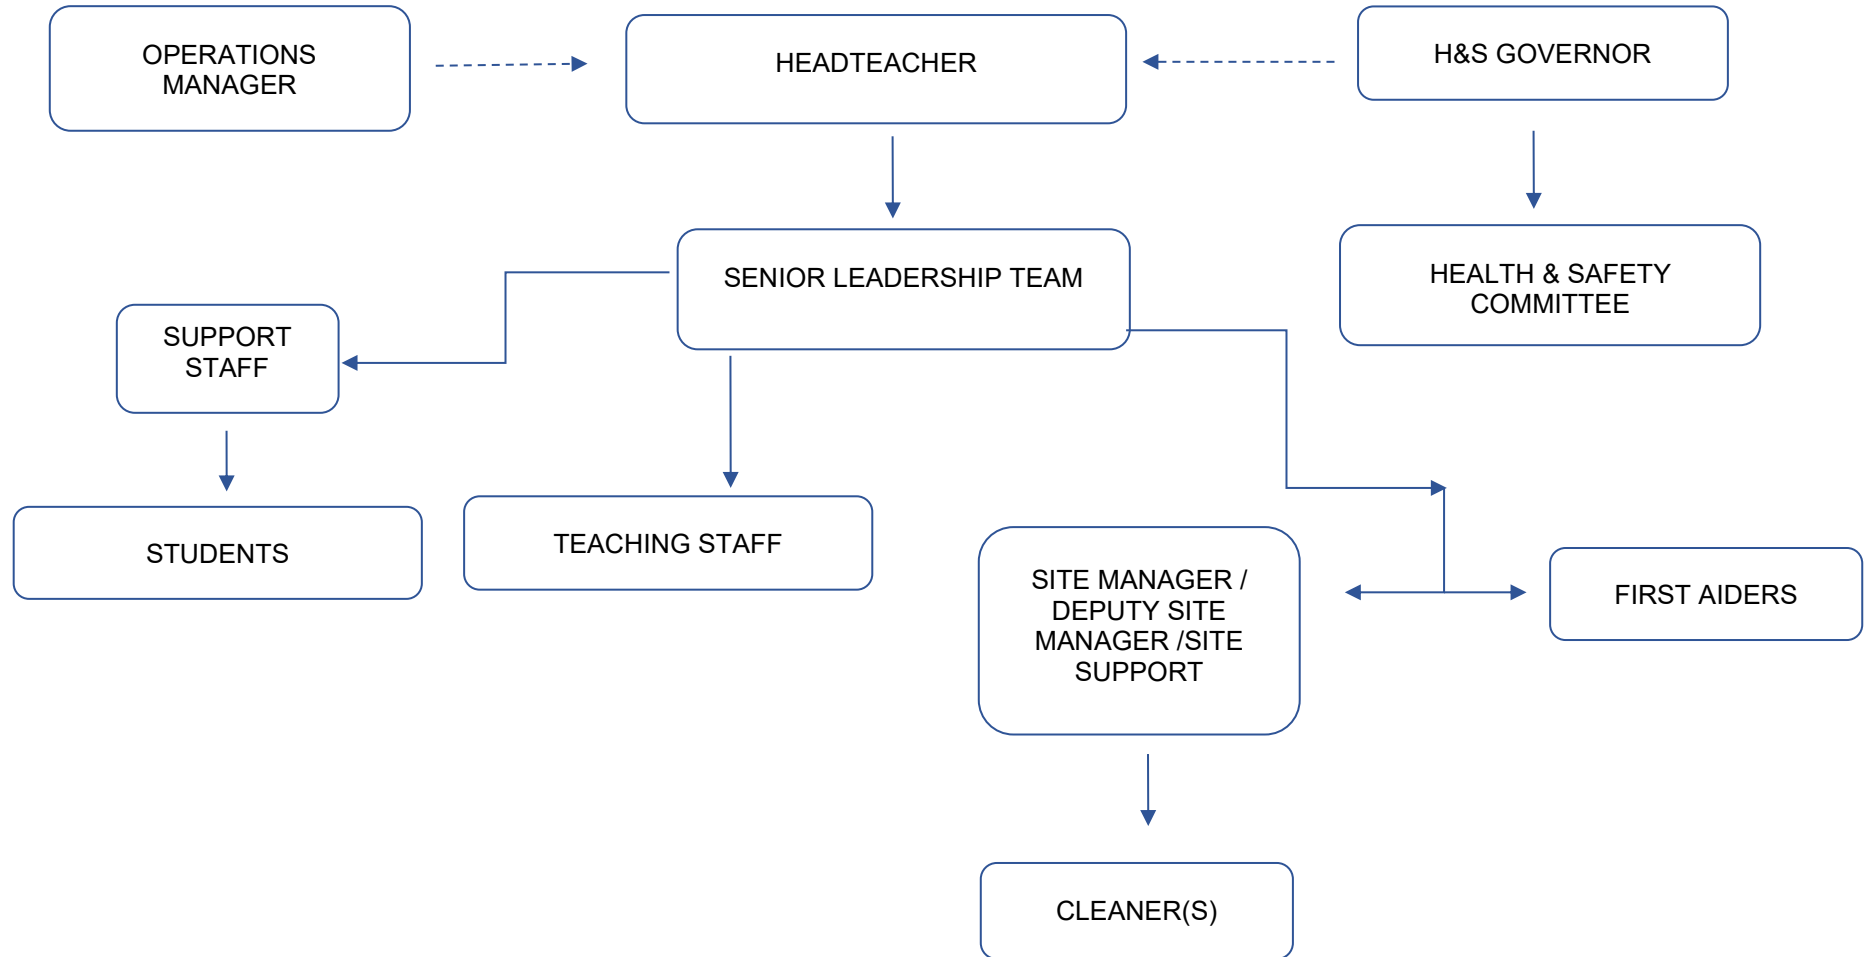 OPERATIONS
MANAGER
HEADTEACHER
H&S GOVERNOR
SENIOR LEADERSHIP TEAM
HEALTH & SAFETY
COMMITTEE
SUPPORT
STAFF
STUDENTS
TEACHING STAFF
SITE MANAGER /
DEPUTY SITE
MANAGER /SITE
SUPPORT
FIRST AIDERS
CLEANER(S)